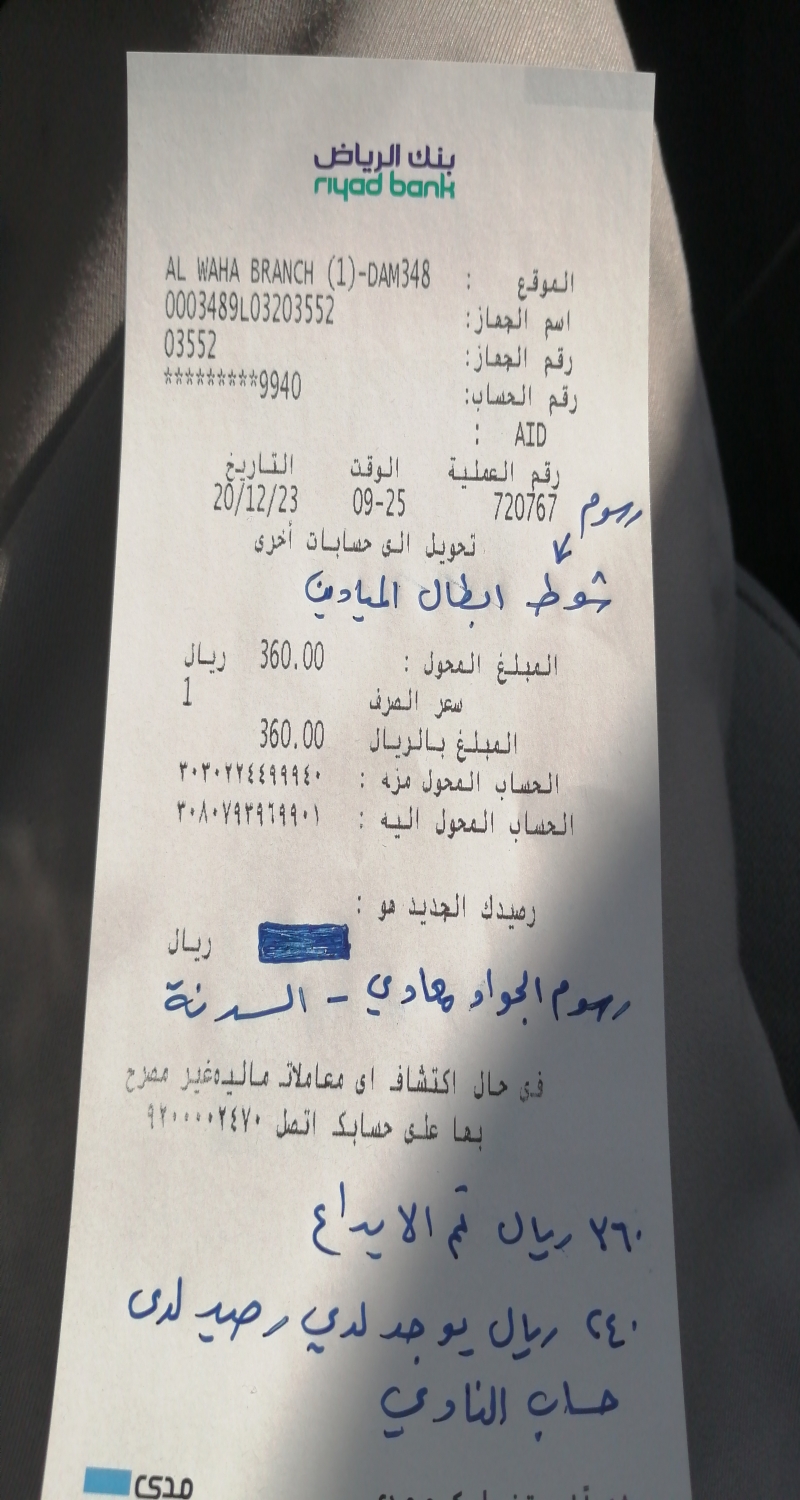 بنك الرياض
riyad bank
الموقع : AL WAHA BRANCH (1)-DAM348
اسم الجهاز: 0003489L03203552
رقم الجهاز: 03552
رقم الحساب: *********9940
AID :
رقم العملية الوقت التاريخ
720767 09-25 20/12/23
رسوم
تحويل الى حسابات أخرى
شوط ابطال الميادين
المبلغ المحول : 360.00 ريال
سعر الصرف 1
المبلغ بالريال 360.00
الحساب المحول منه : ٣٠٣٠٢٢٤٤٩٩٩٤٠
الحساب المحول اليه : ٣٠٨٠٧٩٣٩٦٩٩٠١
رصيدك الجديد هو :
ريال
رسوم الجواد - السدنة
فى حال اكتشاف اى معاملات ماليه غير مصرح
بها على حسابك اتصل ٩٢٠٠٠٠٢٤٧٠
٣٦٠ ريال تم الايداع
٢٤٠ ريال يوجد لدي رصيد لدى
حساب النادي
مدى